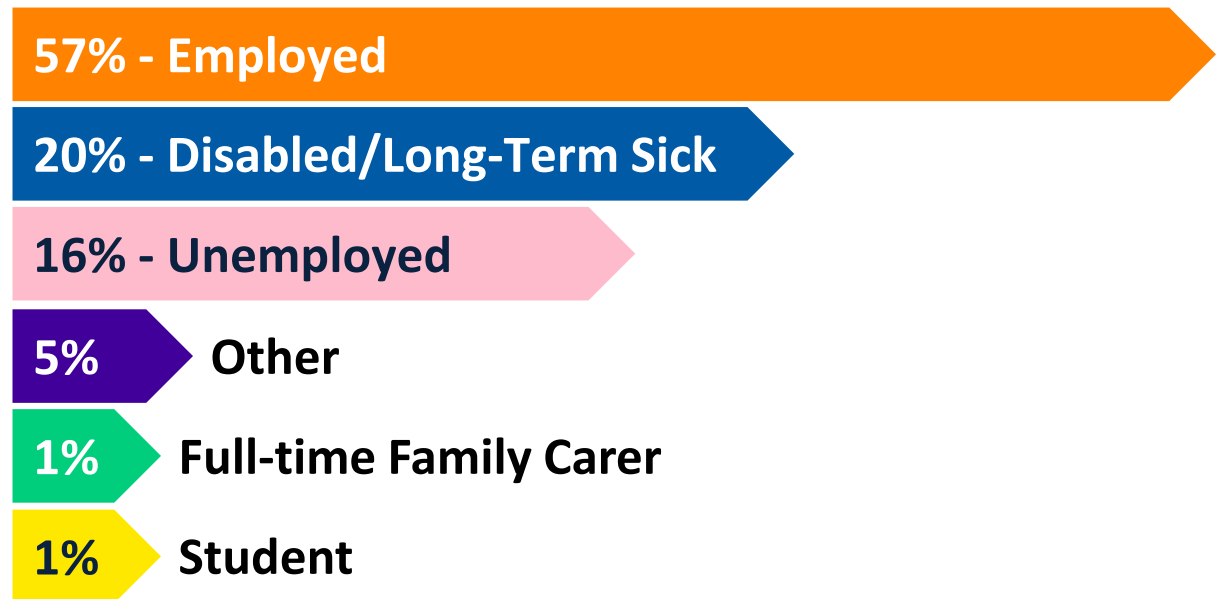 57% - Employed
20% - Disabled/Long-Term Sick
16% - Unemployed
5% Other
1% Full-time Family Carer
1% Student